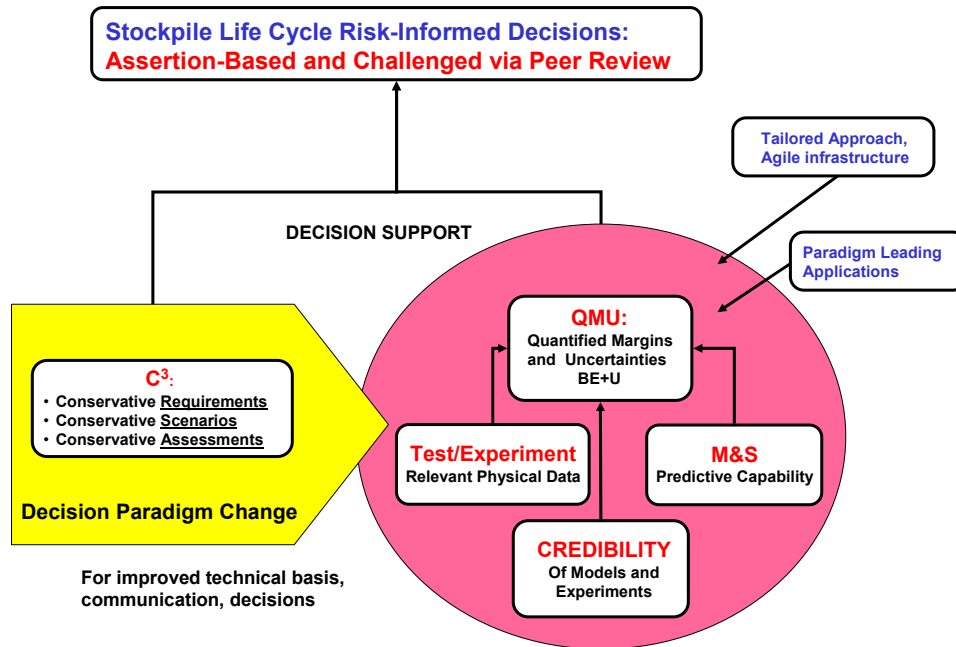 Stockpile Life Cycle Risk-Informed Decisions:
Assertion-Based and Challenged via Peer Review
Tailored Approach,
Agile infrastructure
DECISION SUPPORT
Paradigm Leading
Applications
QMU:
Quantified Margins
and Uncertainties
BE+U
C³:
• Conservative Requirements
• Conservative Scenarios
• Conservative Assessments
Test/Experiment
Relevant Physical Data
M&S
Predictive Capability
Decision Paradigm Change
CREDIBILITY
Of Models and
Experiments
For improved technical basis,
communication, decisions